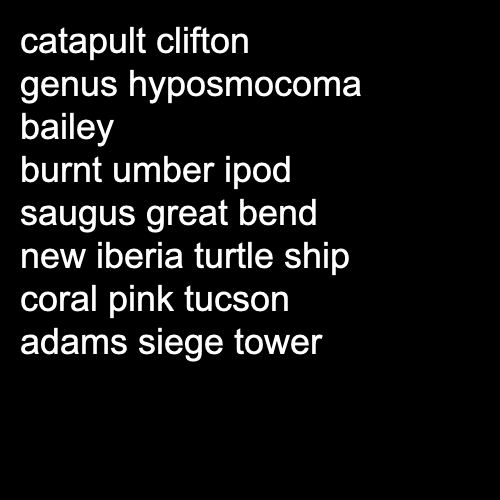 catapult clifton
genus hyposmocoma
bailey
burnt umber ipod
saugus great bend
new iberia turtle ship
coral pink tucson
adams siege tower